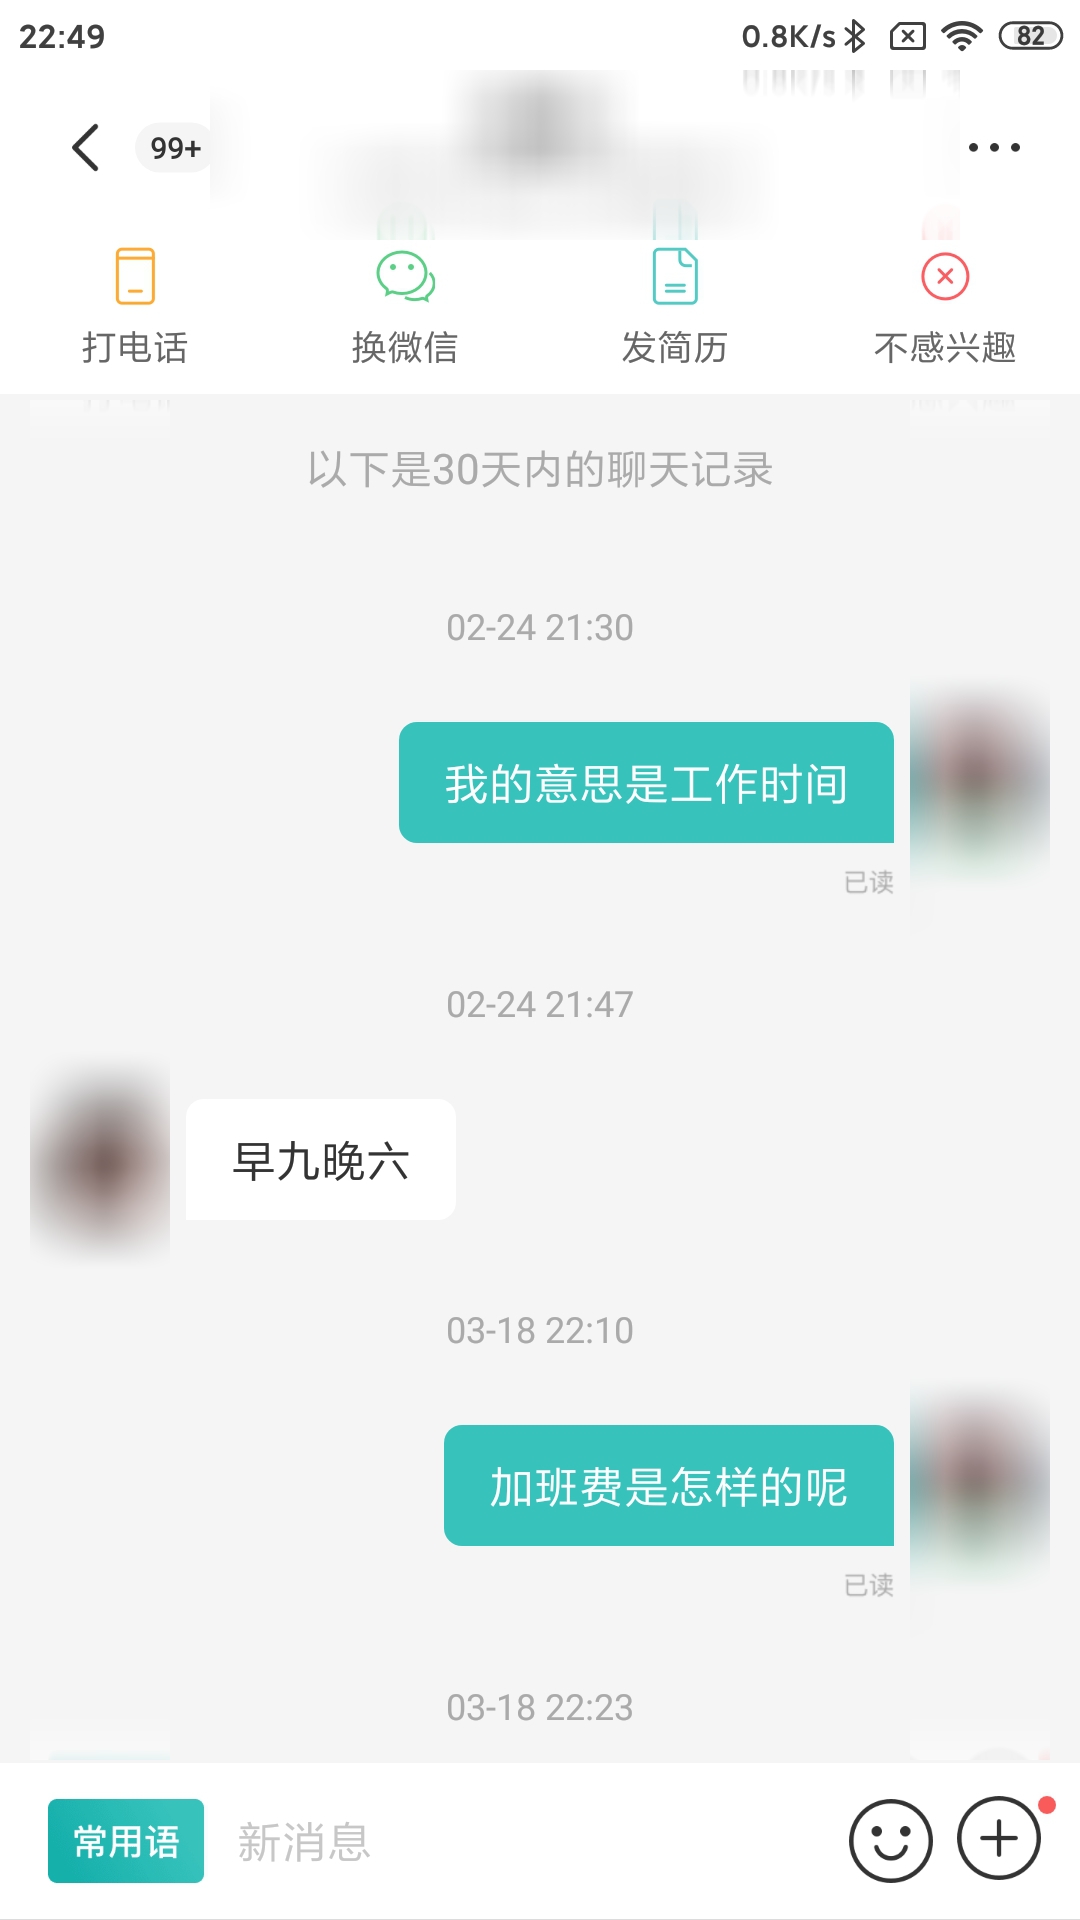 22:49 0.8K/s 82
99+
打电话 换微信 发简历 不感兴趣
以下是30天内的聊天记录
02-24 21:30
我的意思是工作时间
已读
02-24 21:47
早九晚六
03-18 22:10
加班费是怎样的呢
已读
03-18 22:23
常用语 新消息